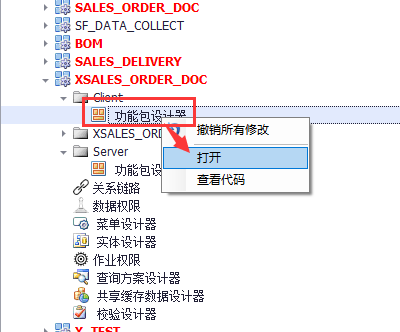 SALES_ORDER_DOC
SF_DATA_COLLECT
BOM
SALES_DELIVERY
XSALES_ORDER_DOC
Client
功能包设计器
撤销所有修改
XSALES_ORD
打开
Server
查看代码
功能包设
关系链路
数据权限
菜单设计器
实体设计器
作业权限
查询方案设计器
共享缓存数据设计器
校验设计器
X_TEST